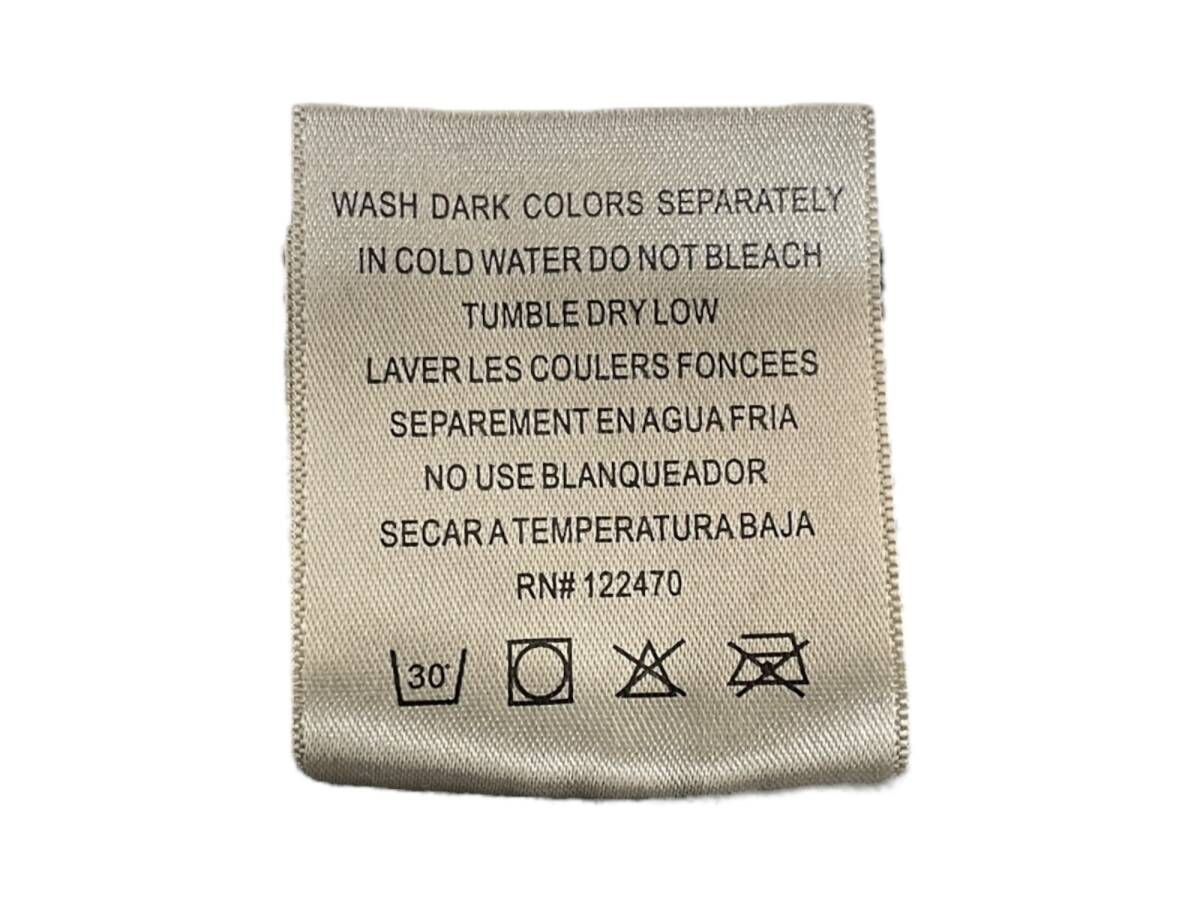 WASH DARK COLORS SEPARATELY
IN COLD WATER DO NOT BLEACH
TUMBLE DRY LOW
LAVER LES COULERS FONCEES
SEPAREMENT EN AGUA FRIA
NO USE BLANQUEADOR
SECAR A TEMPERATURA BAJA
RN# 122470
30°